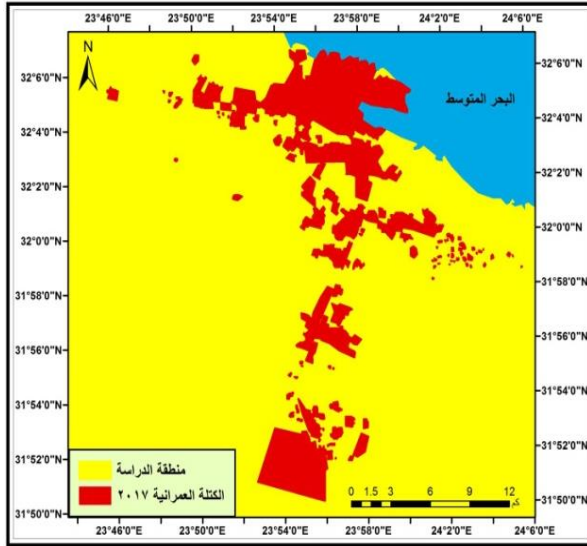 23°46'0"E 23°50'0"E 23°54'0"E 23°58'0"E 24°2'0"E 24°6'0"E
N
32°6'0"N 32°6'0"N
البحر المتوسط
32°4'0"N 32°4'0"N
32°2'0"N 32°2'0"N
32°0'0"N 32°0'0"N
31°58'0"N 31°58'0"N
31°56'0"N 31°56'0"N
31°54'0"N 31°54'0"N
منطقة الدراسة
31°52'0"N 31°52'0"N
الكتلة العمرانية ٢٠١٧
0 1.5 3 6 9 12
كم
31°50'0"N 31°50'0"N
23°46'0"E 23°50'0"E 23°54'0"E 23°58'0"E 24°2'0"E 24°6'0"E